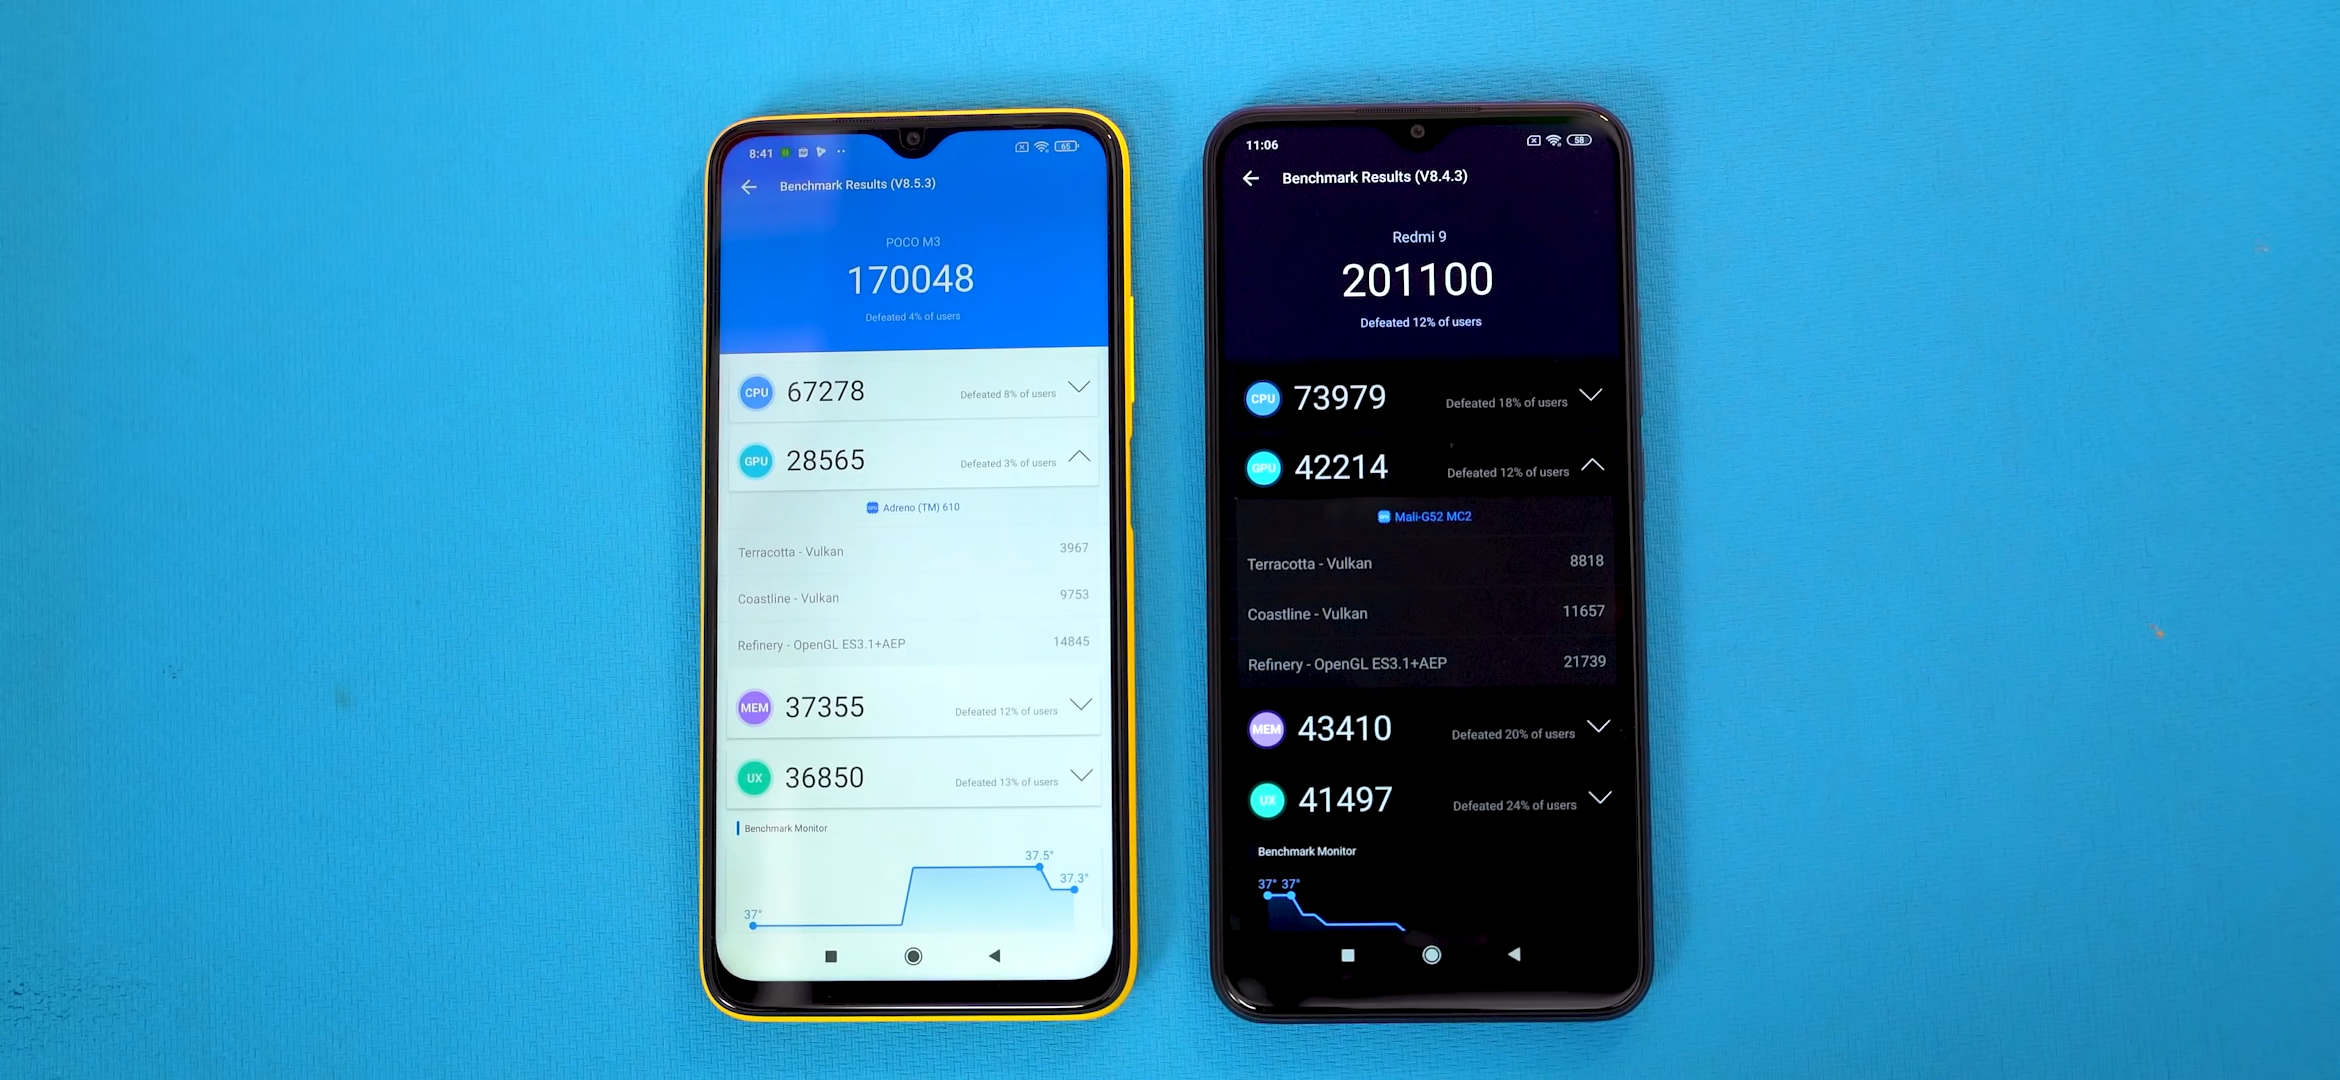 8:41
65
Benchmark Results (V8.5.3)
POCO M3
170048
Defeated 4% of users
CPU 67278 Defeated 8% of users
GPU 28565 Defeated 3% of users
Adreno (TM) 610
Terracotta - Vulkan 3967
Coastline - Vulkan 9753
Refinery - OpenGL ES3.1+AEP 14845
MEM 37355 Defeated 12% of users
UX 36850 Defeated 13% of users
Benchmark Monitor
37.5°
37.3°
37°
11:06
58
Benchmark Results (V8.4.3)
Redmi 9
201100
Defeated 12% of users
CPU 73979 Defeated 18% of users
GPU 42214 Defeated 12% of users
Mali-G52 MC2
Terracotta - Vulkan 8818
Coastline - Vulkan 11657
Refinery - OpenGL ES3.1+AEP 21739
MEM 43410 Defeated 20% of users
UX 41497 Defeated 24% of users
Benchmark Monitor
37° 37°